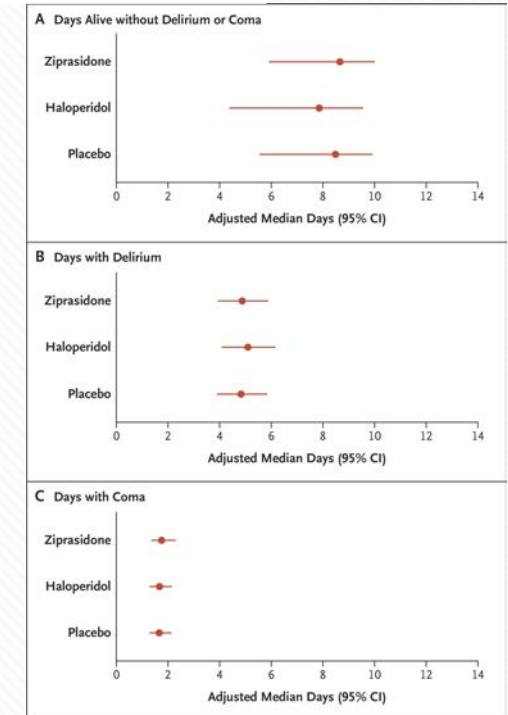 A Days Alive without Delirium or Coma
Ziprasidone
Haloperidol
Placebo
0 2 4 6 8 10 12 14
Adjusted Median Days (95% CI)
B Days with Delirium
Ziprasidone
Haloperidol
Placebo
0 2 4 6 8 10 12 14
Adjusted Median Days (95% CI)
C Days with Coma
Ziprasidone
Haloperidol
Placebo
0 2 4 6 8 10 12 14
Adjusted Median Days (95% CI)